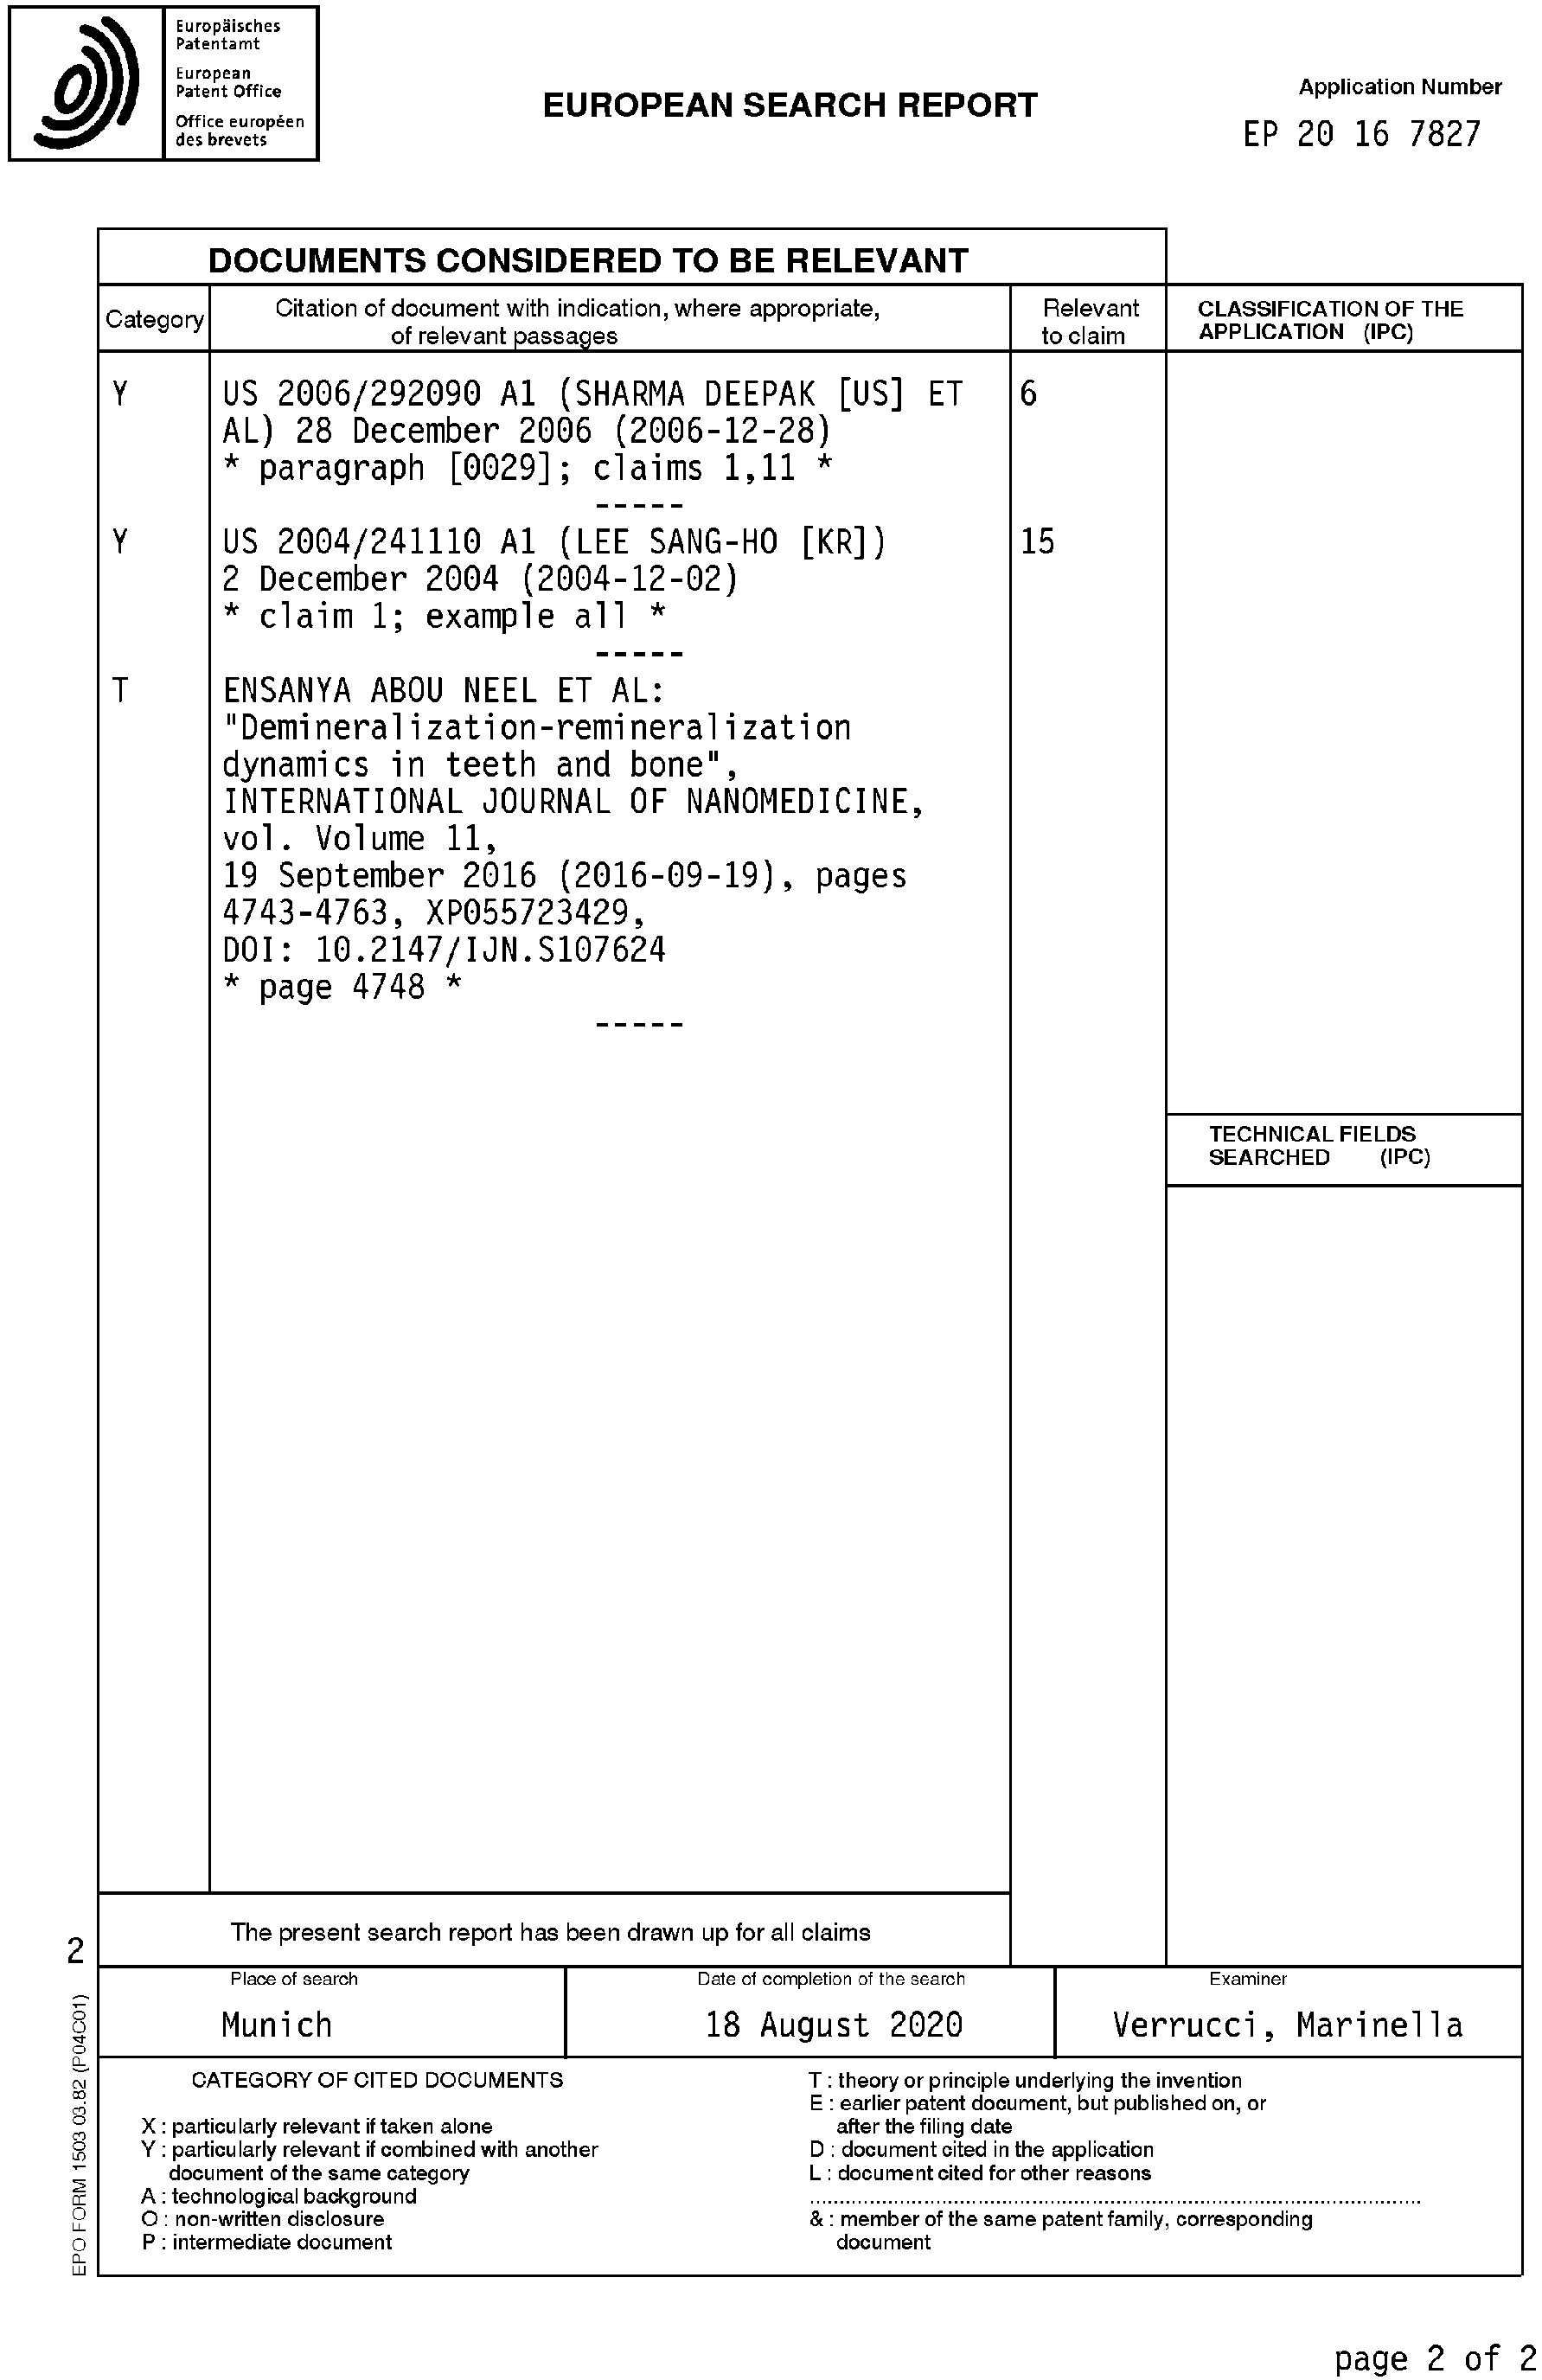 Europäisches
Patentamt
European
Patent Office
Office européen
des brevets
EUROPEAN SEARCH REPORT
Application Number
EP 20 16 7827
DOCUMENTS CONSIDERED TO BE RELEVANT
Category
Citation of document with indication, where appropriate,
of relevant passages
Relevant
to claim
CLASSIFICATION OF THE
APPLICATION (IPC)
Y
US 2006/292090 A1 (SHARMA DEEPAK [US] ET
AL) 28 December 2006 (2006-12-28)
* paragraph [0029]; claims 1,11 *
6
-----
Y
US 2004/241110 A1 (LEE SANG-HO [KR])
2 December 2004 (2004-12-02)
* claim 1; example all *
15
-----
T
ENSANYA ABOU NEEL ET AL:
"Demineralization-remineralization
dynamics in teeth and bone",
INTERNATIONAL JOURNAL OF NANOMEDICINE,
vol. Volume 11,
19 September 2016 (2016-09-19), pages
4743-4763, XP055723429,
DOI: 10.2147/IJN.S107624
* page 4748 *
-----
TECHNICAL FIELDS
SEARCHED (IPC)
The present search report has been drawn up for all claims
2
Place of search
Munich
Date of completion of the search
18 August 2020
Examiner
Verrucci, Marinella
CATEGORY OF CITED DOCUMENTS
X : particularly relevant if taken alone
Y : particularly relevant if combined with another
document of the same category
A : technological background
O : non-written disclosure
P : intermediate document
T : theory or principle underlying the invention
E : earlier patent document, but published on, or
after the filing date
D : document cited in the application
L : document cited for other reasons
& : member of the same patent family, corresponding
document
EPO FORM 1503 03.82 (P04C01)
page 2 of 2